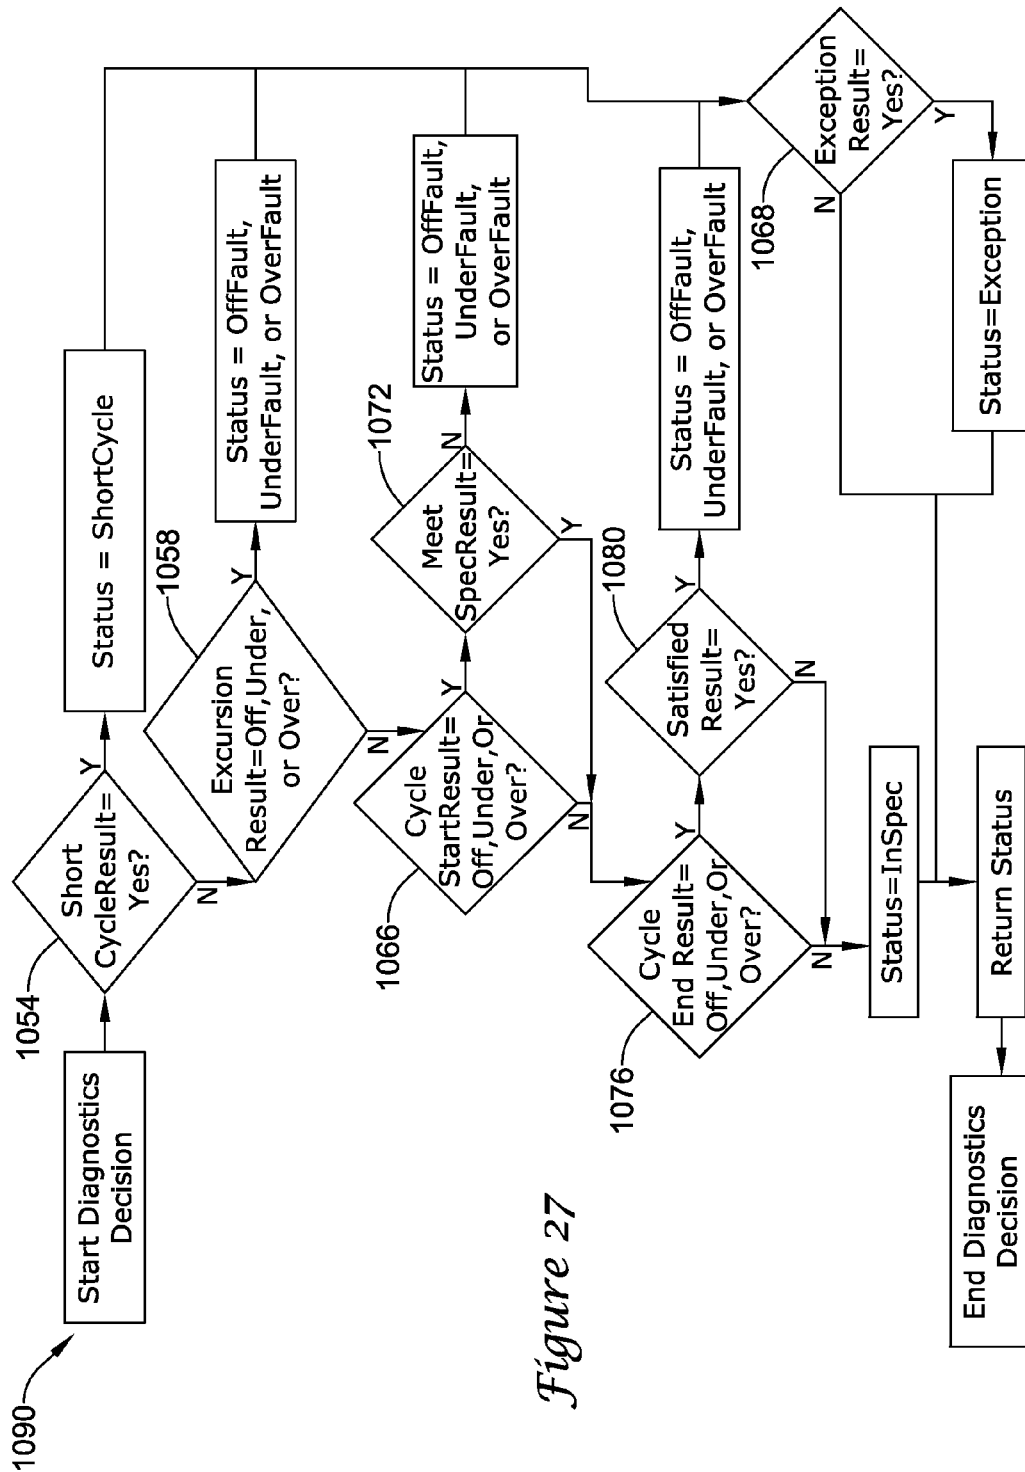 1090
Start Diagnostics
Decision
1054
Short
CycleResult=
Yes?
Y
N
Status = ShortCycle
1058
Excursion
Result=Off,Under,
or Over?
Y
N
Status = OffFault,
UnderFault, or OverFault
1066
Cycle
StartResult=
Off,Under,Or
Over?
Y
N
1072
Meet
SpecResult=
Yes?
N
Y
Status = OffFault,
UnderFault,
or OverFault
1076
Cycle
End Result=
Off,Under,Or
Over?
Y
N
1080
Satisfied
Result=
Yes?
Y
N
Status = OffFault,
UnderFault, or OverFault
1068
Exception
Result=
Yes?
N
Y
Status=InSpec
Status=Exception
Return Status
End Diagnostics
Decision
Figure 27